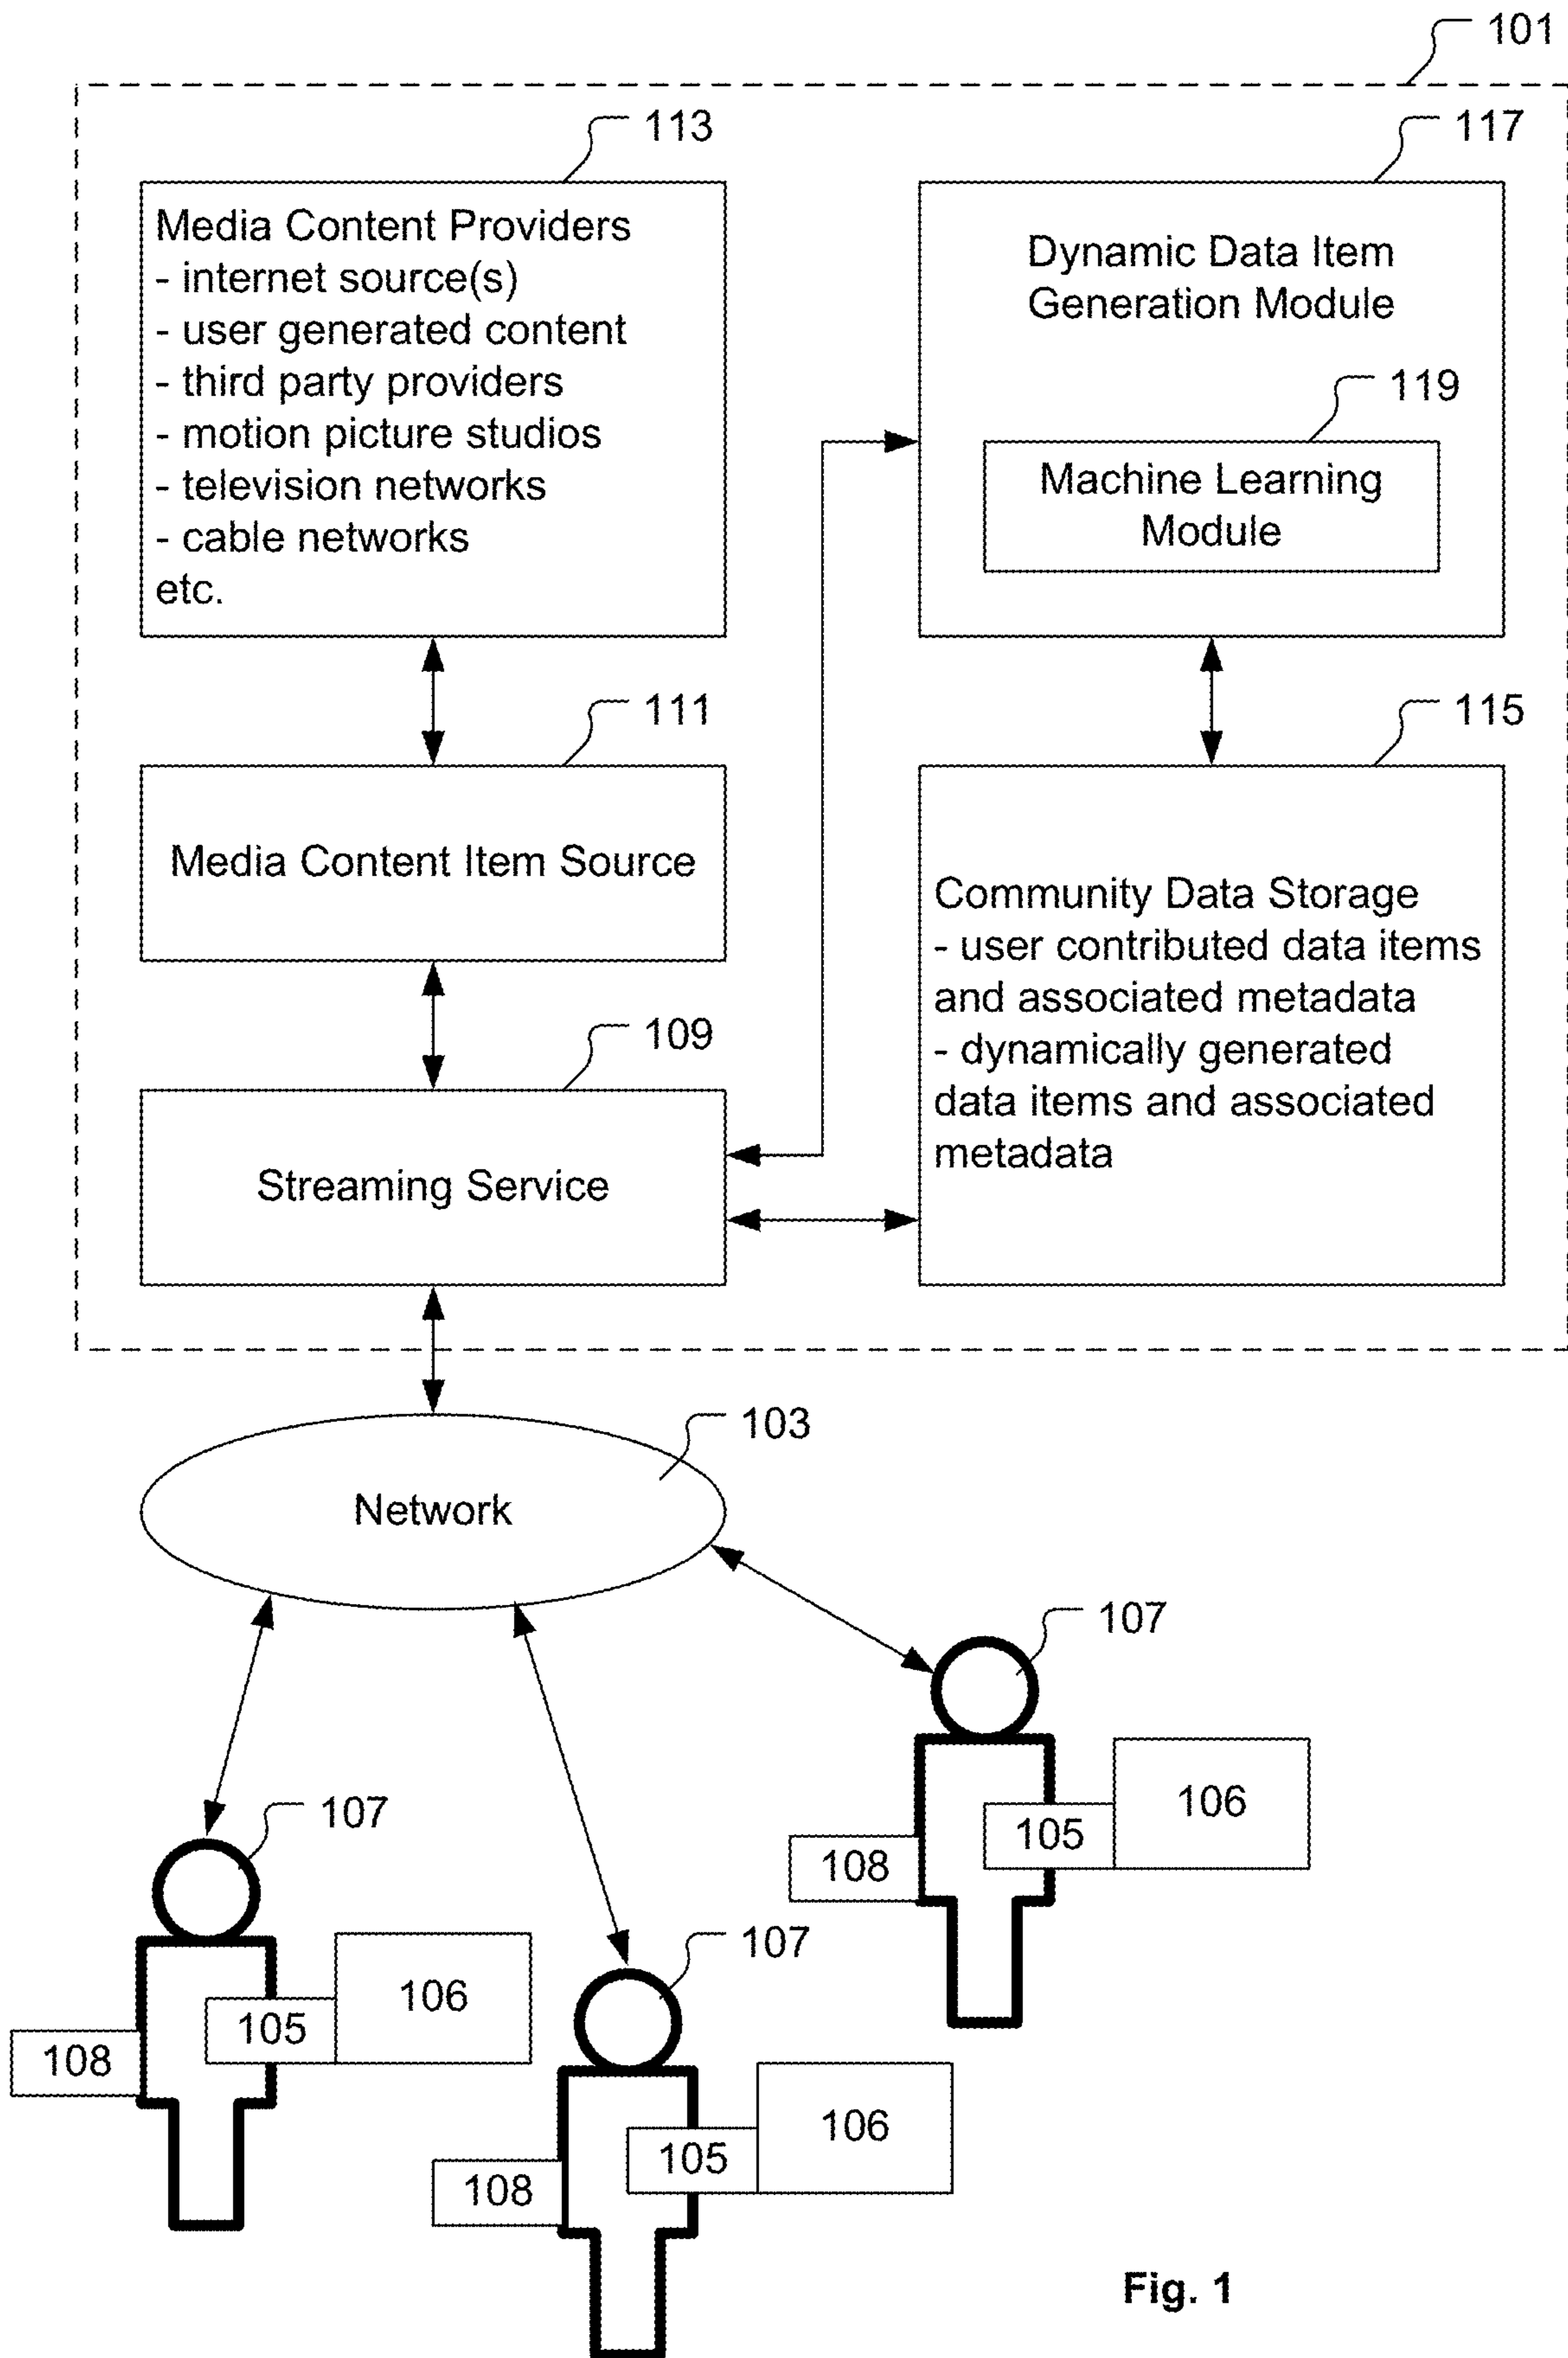 101
113
117
Media Content Providers
- internet source(s)
- user generated content
- third party providers
- motion picture studios
- television networks
- cable networks
etc.
Dynamic Data Item
Generation Module
119
Machine Learning
Module
111
115
Media Content Item Source
Community Data Storage
- user contributed data items
and associated metadata
- dynamically generated
data items and associated
metadata
109
Streaming Service
103
Network
107
106
105
108
107
106
105
108
107
106
105
108
Fig. 1